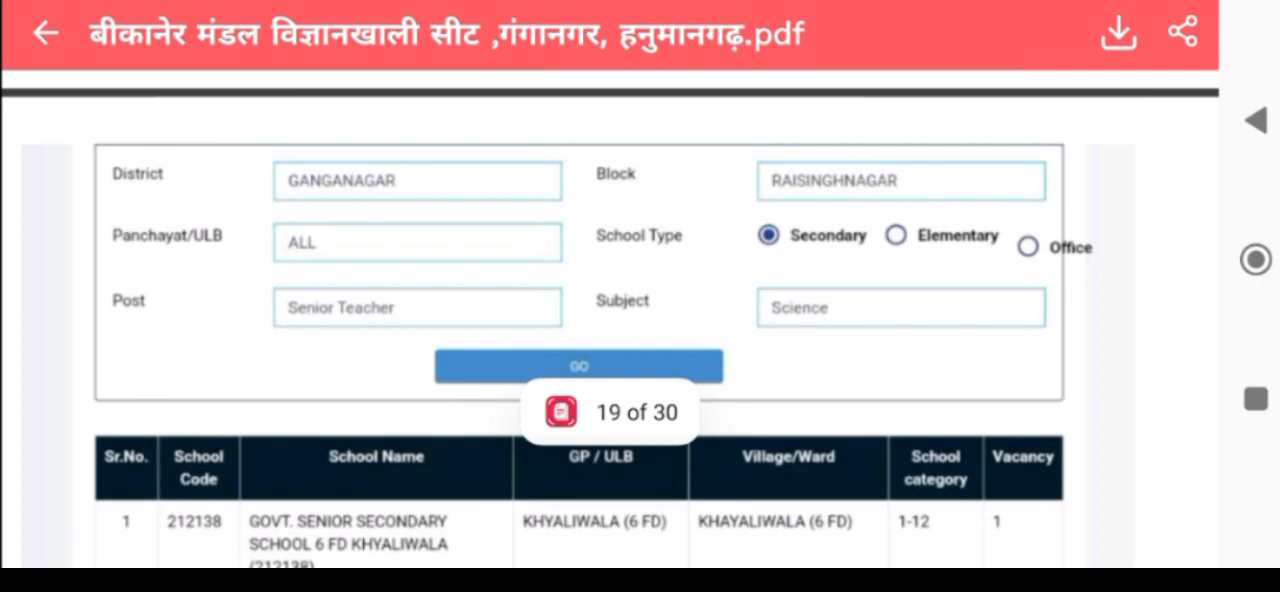 बीकानेर मंडल विज्ञानखाली सीट ,गंगानगर, हनुमानगढ़.pdf
District GANGANAGAR Block RAISINGHNAGAR
Panchayat/ULB ALL School Type Secondary Elementary Office
Post Senior Teacher Subject Science
GO
19 of 30
Sr.No. School Code School Name GP / ULB Village/Ward School category Vacancy
1 212138 GOVT. SENIOR SECONDARY KHYALIWALA (6 FD) KHAYALIWALA (6 FD) 1-12 1
SCHOOL 6 FD KHYALIWALA
(212138)